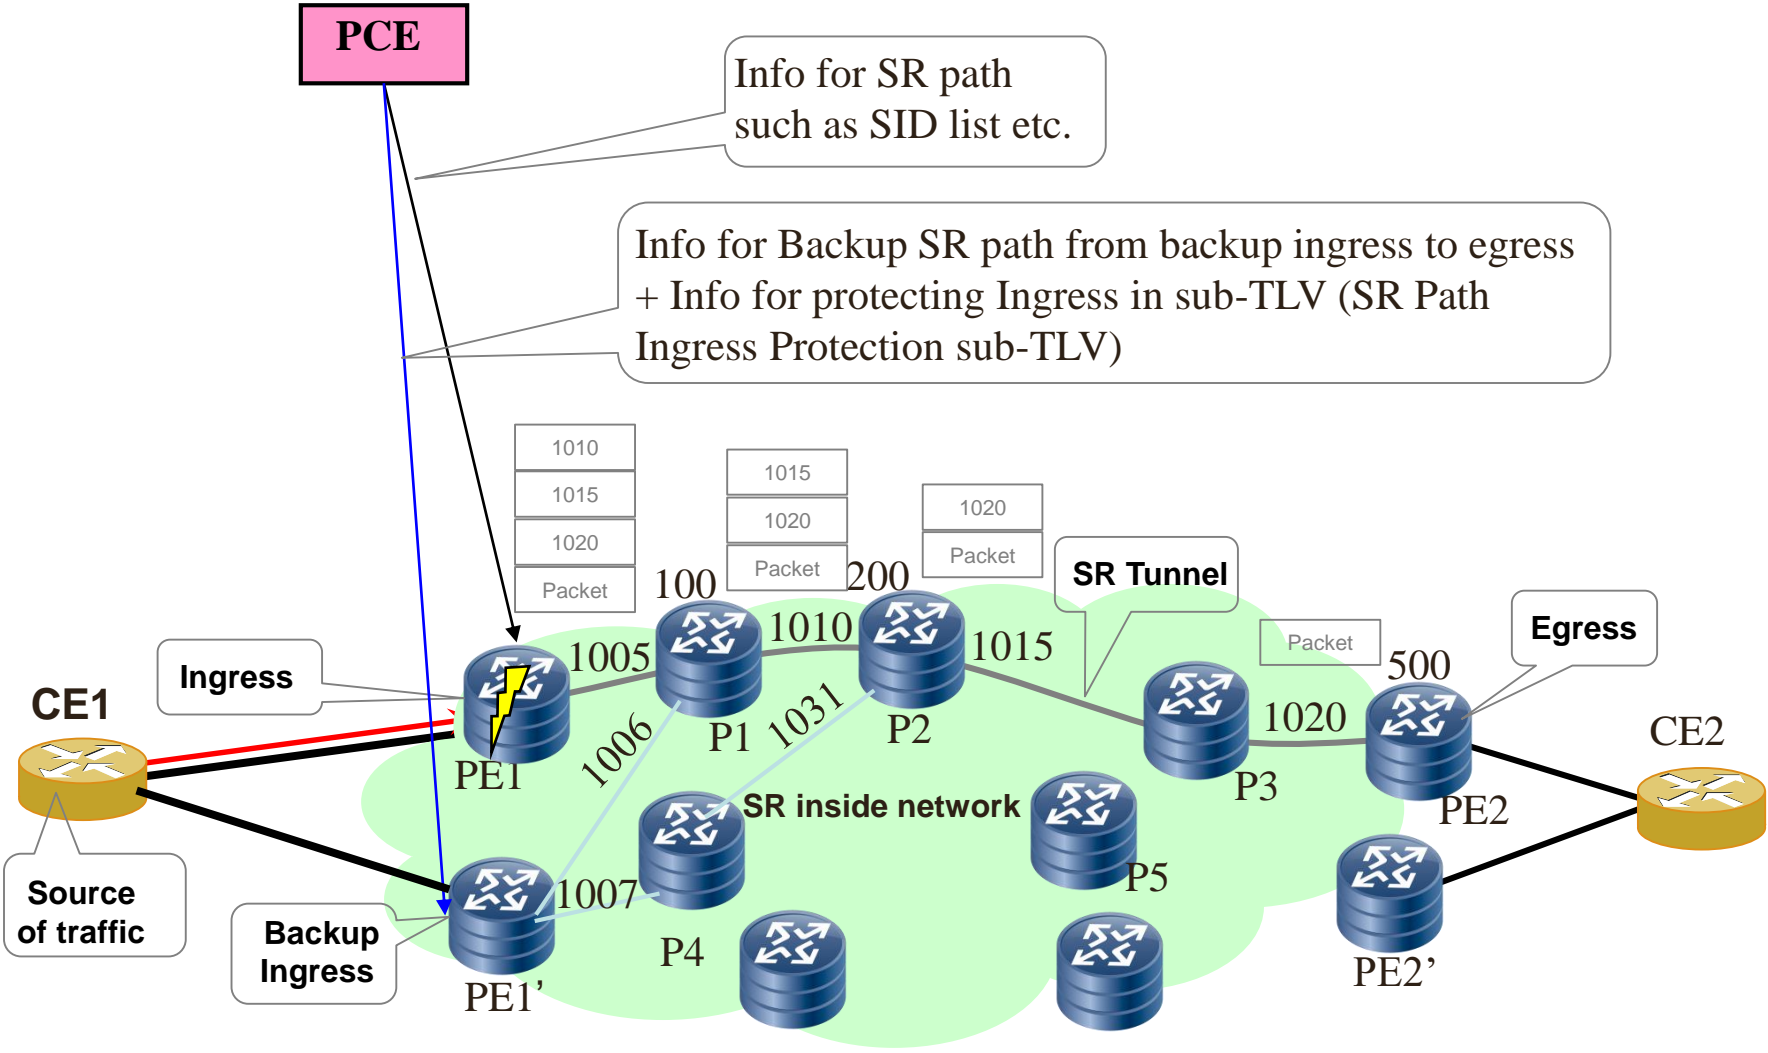 PCE
Info for SR path
such as SID list etc.
Info for Backup SR path from backup ingress to egress
+ Info for protecting Ingress in sub-TLV (SR Path
Ingress Protection sub-TLV)
1010
1015
1020
Packet
1015
1020
Packet
1020
Packet
Packet
SR Tunnel
Egress
Ingress
CE1
100
200
500
1005
1010
1015
1020
1006
1031
1007
PE1
P1
P2
P3
PE2
CE2
SR inside network
P5
P4
PE1’
PE2’
Source
of traffic
Backup
Ingress